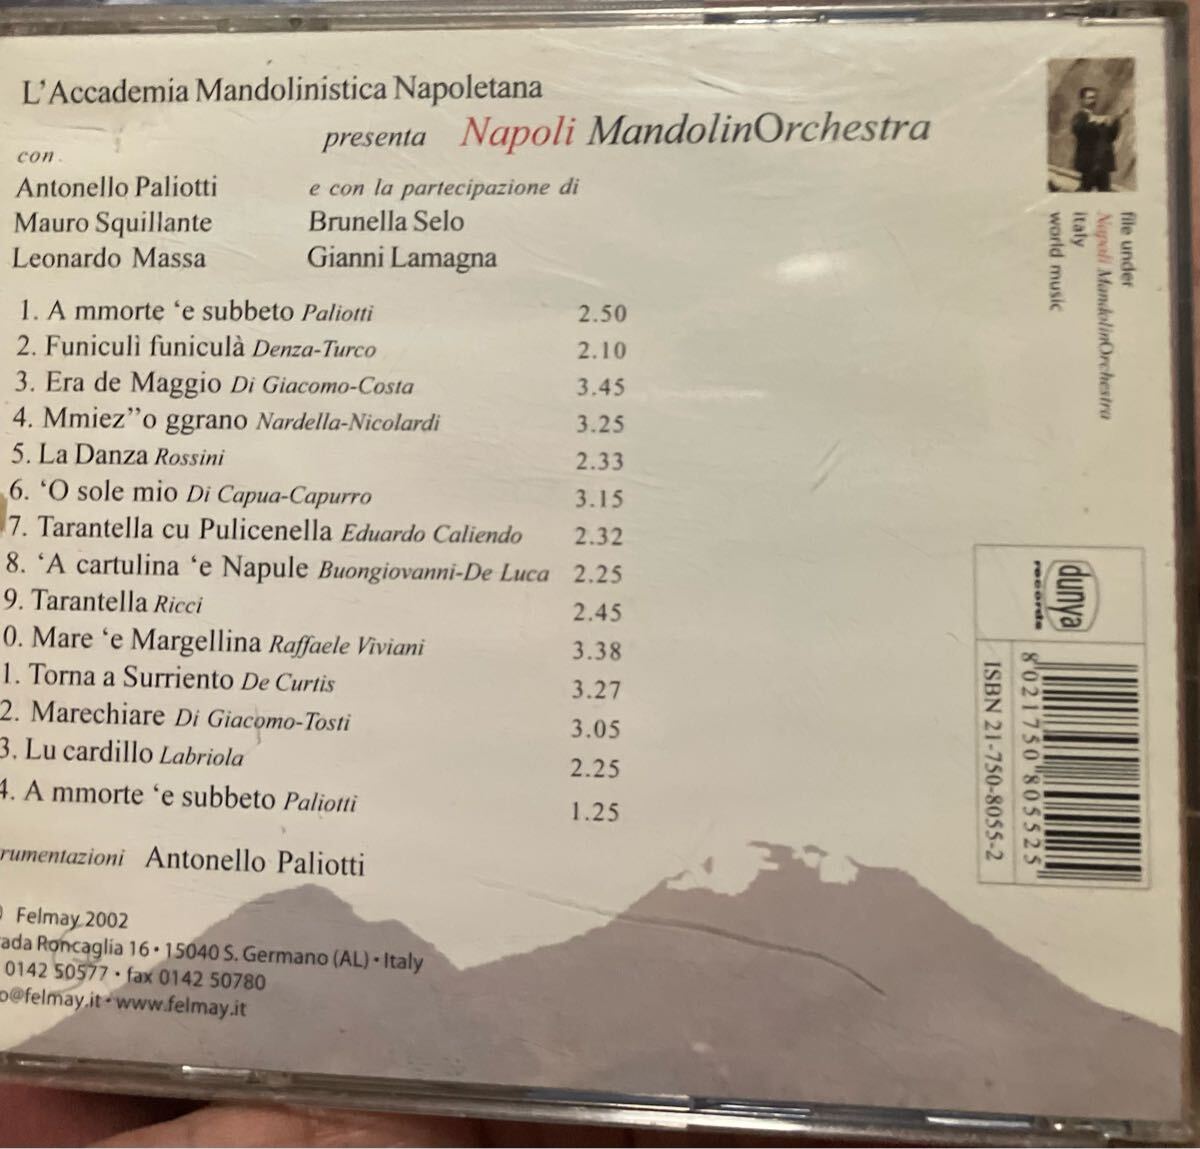 L'Accademia Mandolinistica Napoletana
presenta Napoli MandolinOrchestra
con
Antonello Paliotti
Mauro Squillante
Leonardo Massa
e con la partecipazione di
Brunella Selo
Gianni Lamagna
1. A mmorte ‘e subbeto Paliotti 2.50
2. Funiculì funiculà Denza-Turco 2.10
3. Era de Maggio Di Giacomo-Costa 3.45
4. Mmiez”o ggrano Nardella-Nicolardi 3.25
5. La Danza Rossini 2.33
6. ‘O sole mio Di Capua-Capurro 3.15
7. Tarantella cu Pulicenella Eduardo Caliendo 2.32
8. ‘A cartulina ‘e Napule Buongiovanni-De Luca 2.25
9. Tarantella Ricci 2.45
0. Mare ‘e Margellina Raffaele Viviani 3.38
1. Torna a Surriento De Curtis 3.27
2. Marechiare Di Giacomo-Tosti 3.05
3. Lu cardillo Labriola 2.25
4. A mmorte ‘e subbeto Paliotti 1.25
rumentazioni Antonello Paliotti
Felmay 2002
ada Roncaglia 16 • 15040 S. Germano (AL) • Italy
0142 50577 • fax 0142 50780
o@felmay.it • www.felmay.it
file under
Napoli MandolinOrchestra
italy
world music
dunya
records
8 021750 805525
ISBN 21-750-8055-2